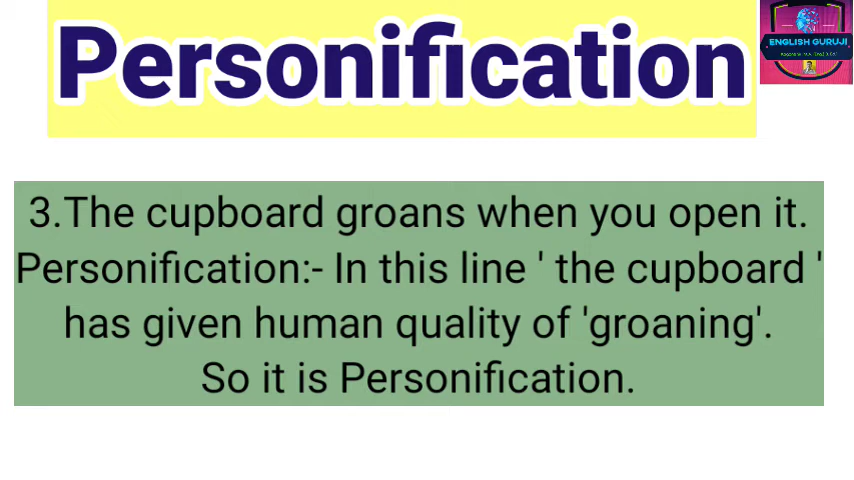 Personification
ENGLISH GURUJI
3.The cupboard groans when you open it.
Personification:- In this line ' the cupboard '
has given human quality of 'groaning'.
So it is Personification.